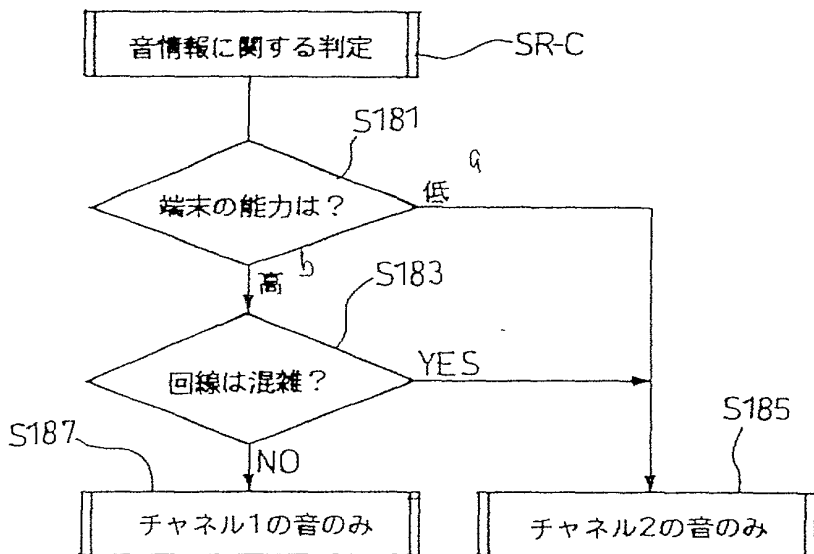 音情報に関する判定
SR-C
S181
端末の能力は?
低
a
高
b
S183
回線は混雑?
YES
S185
S187
NO
チャネル1の音のみ
チャネル2の音のみ